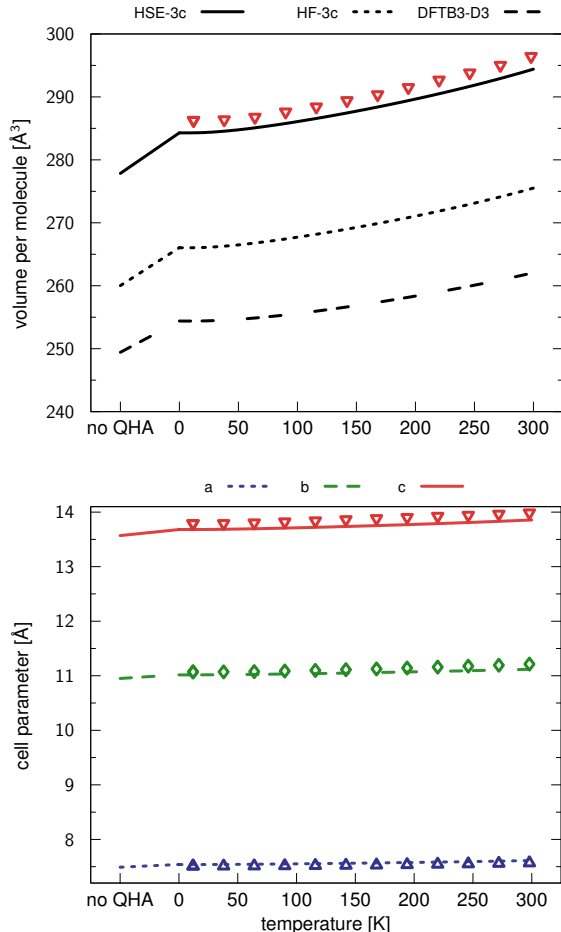 HSE-3c HF-3c DFTB3-D3
300
290
280
270
260
250
240
volume per molecule [Å³]
no QHA 0 50 100 150 200 250 300
a b c
14
13
12
11
10
9
8
cell parameter [Å]
no QHA 0 50 100 150 200 250 300
temperature [K]